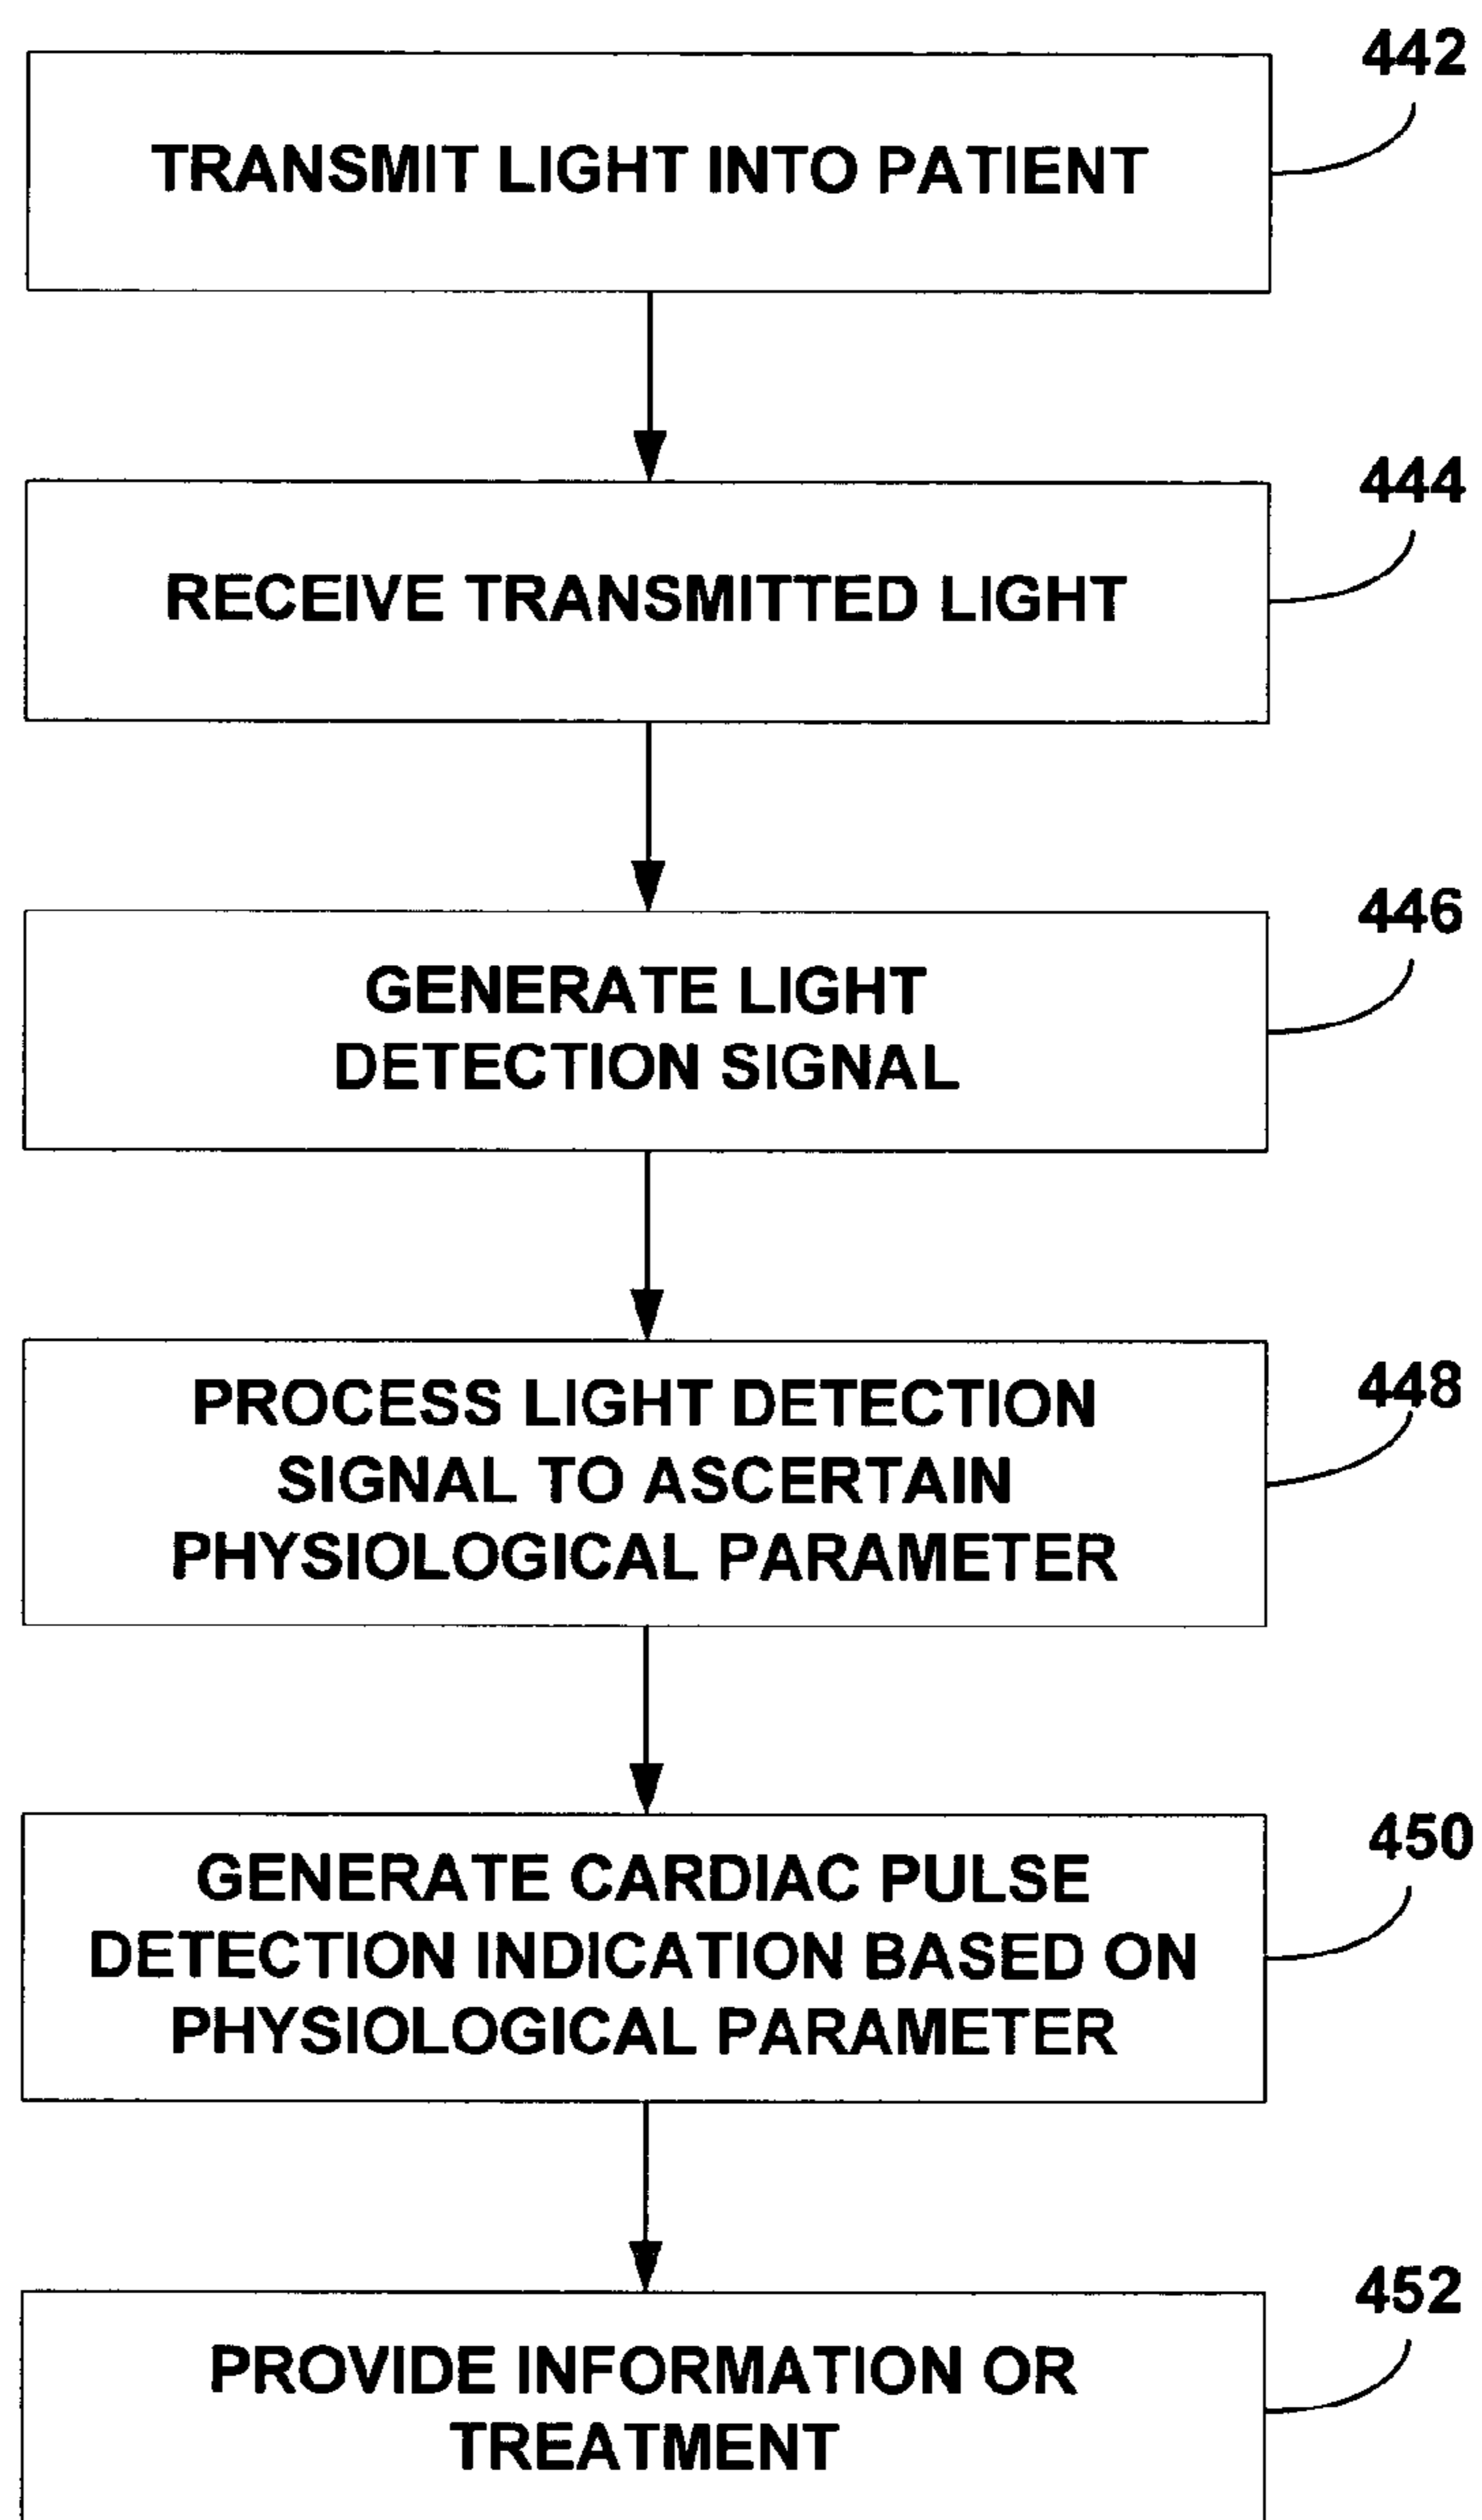 442
TRANSMIT LIGHT INTO PATIENT
444
RECEIVE TRANSMITTED LIGHT
446
GENERATE LIGHT
DETECTION SIGNAL
448
PROCESS LIGHT DETECTION
SIGNAL TO ASCERTAIN
PHYSIOLOGICAL PARAMETER
450
GENERATE CARDIAC PULSE
DETECTION INDICATION BASED ON
PHYSIOLOGICAL PARAMETER
452
PROVIDE INFORMATION OR
TREATMENT